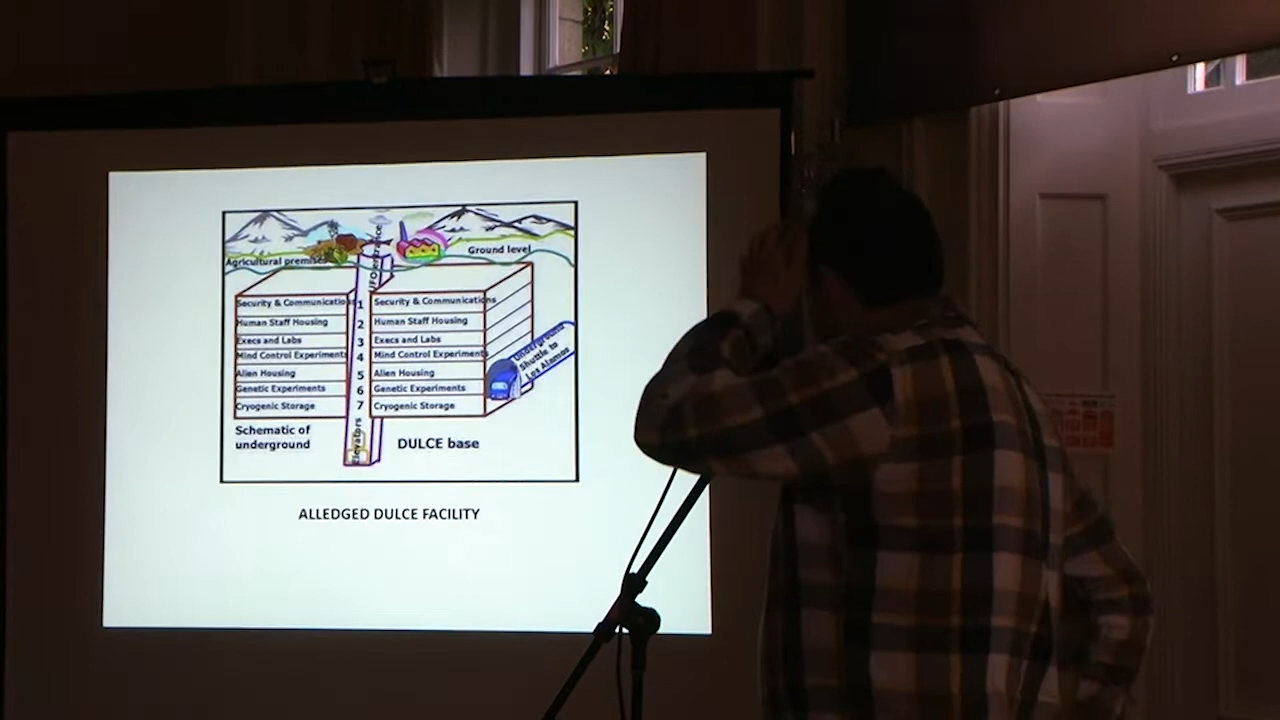 UFO entrance
Agricultural premises
Ground level
Security & Communications 1 Security & Communications
Human Staff Housing 2 Human Staff Housing
Execs and Labs 3 Execs and Labs
Mind Control Experiments 4 Mind Control Experiments
Alien Housing 5 Alien Housing
Genetic Experiments 6 Genetic Experiments
Cryogenic Storage 7 Cryogenic Storage
Underground
Shuttle to
Los Alamos
Elevators
Schematic of
underground
DULCE base
ALLEDGED DULCE FACILITY